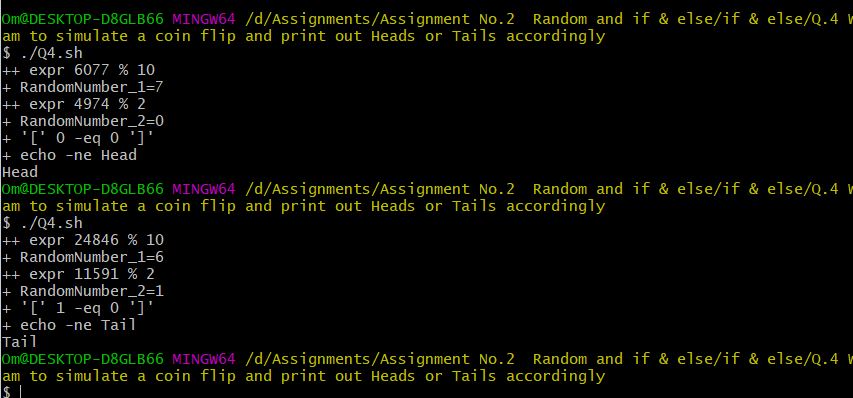 Om@DESKTOP-D8GLB66 MINGW64 /d/Assignments/Assignment No.2  Random and if & else/if & else/Q.4 W
am to simulate a coin flip and print out Heads or Tails accordingly
$ ./Q4.sh
++ expr 6077 % 10
+ RandomNumber_1=7
++ expr 4974 % 2
+ RandomNumber_2=0
+ '[' 0 -eq 0 ']'
+ echo -ne Head
Head
Om@DESKTOP-D8GLB66 MINGW64 /d/Assignments/Assignment No.2  Random and if & else/if & else/Q.4 W
am to simulate a coin flip and print out Heads or Tails accordingly
$ ./Q4.sh
++ expr 24846 % 10
+ RandomNumber_1=6
++ expr 11591 % 2
+ RandomNumber_2=1
+ '[' 1 -eq 0 ']'
+ echo -ne Tail
Tail
Om@DESKTOP-D8GLB66 MINGW64 /d/Assignments/Assignment No.2  Random and if & else/if & else/Q.4 W
am to simulate a coin flip and print out Heads or Tails accordingly
$